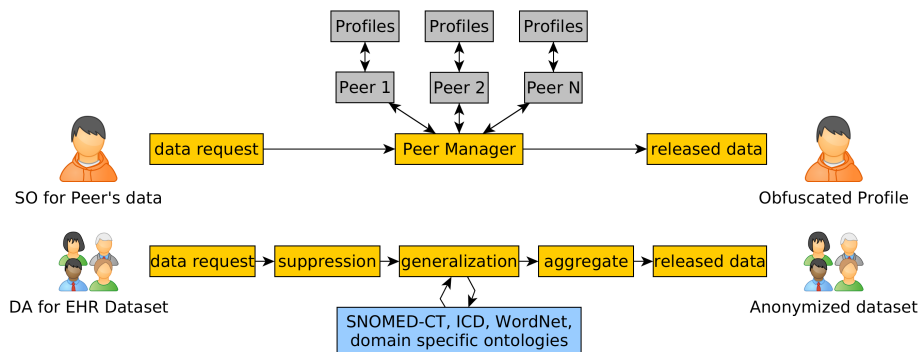 Profiles
Profiles
Profiles
Peer 1
Peer 2
Peer N
data request
Peer Manager
released data
SO for Peer's data
Obfuscated Profile
data request
suppression
generalization
aggregate
released data
DA for EHR Dataset
Anonymized dataset
SNOMED-CT, ICD, WordNet,
domain specific ontologies